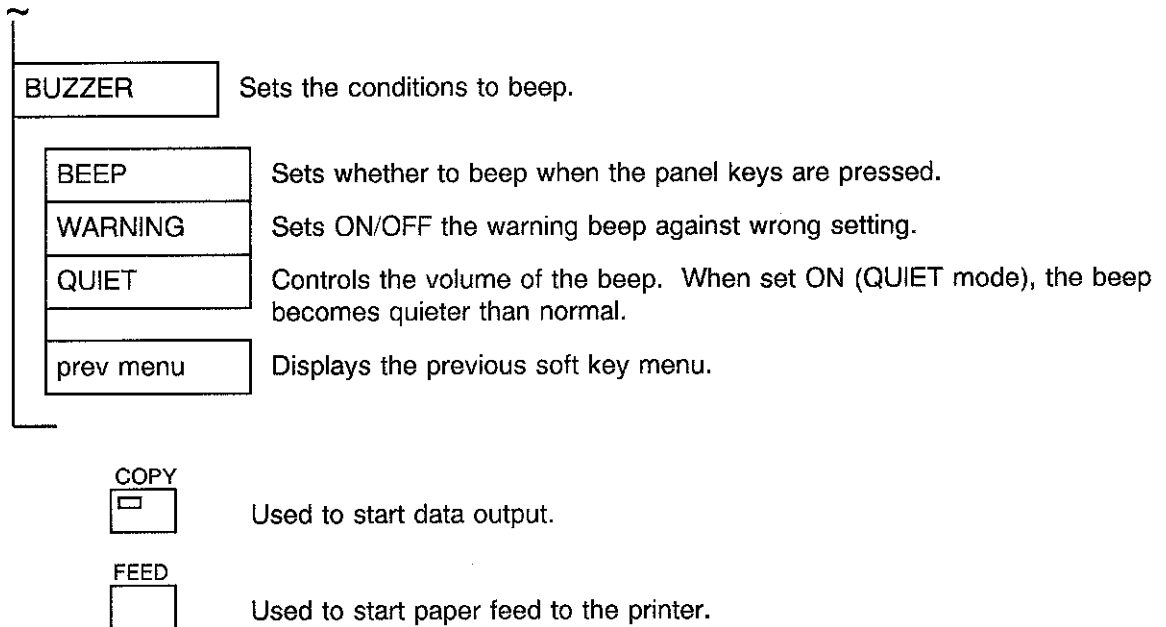 ~
BUZZER Sets the conditions to beep.
BEEP Sets whether to beep when the panel keys are pressed.
WARNING Sets ON/OFF the warning beep against wrong setting.
QUIET Controls the volume of the beep. When set ON (QUIET mode), the beep
becomes quieter than normal.
prev menu Displays the previous soft key menu.
COPY
Used to start data output.
FEED
Used to start paper feed to the printer.